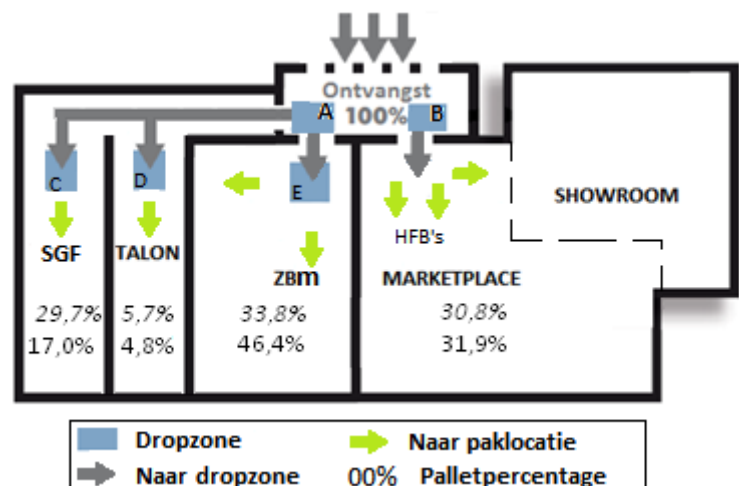 Ontvangst
A 100% B
C D E
HFB's
SHOWROOM
SGF TALON ZBm MARKETPLACE
29,7% 5,7% 33,8% 30,8%
17,0% 4,8% 46,4% 31,9%
Dropzone Naar paklocatie
Naar dropzone 00% Palletpercentage